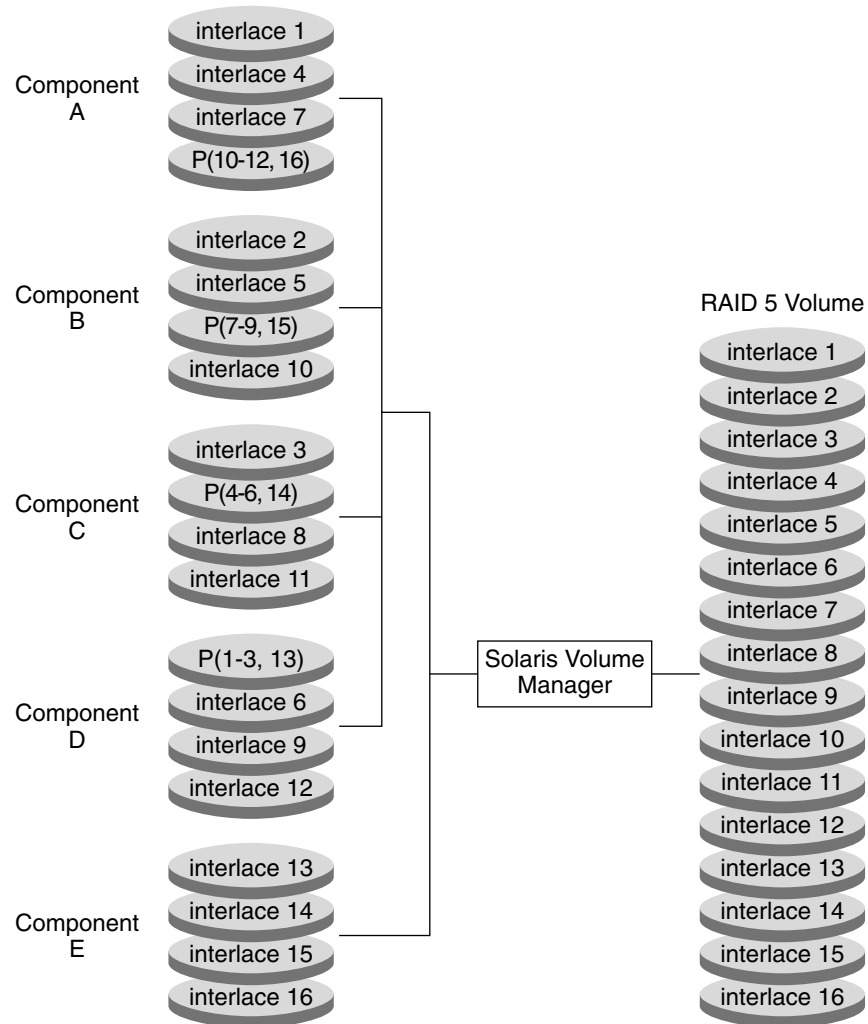 Component
A
interlace 1
interlace 4
interlace 7
P(10-12, 16)
Component
B
interlace 2
interlace 5
P(7-9, 15)
interlace 10
Component
C
interlace 3
P(4-6, 14)
interlace 8
interlace 11
Component
D
P(1-3, 13)
interlace 6
interlace 9
interlace 12
Component
E
interlace 13
interlace 14
interlace 15
interlace 16
Solaris Volume
Manager
RAID 5 Volume
interlace 1
interlace 2
interlace 3
interlace 4
interlace 5
interlace 6
interlace 7
interlace 8
interlace 9
interlace 10
interlace 11
interlace 12
interlace 13
interlace 14
interlace 15
interlace 16